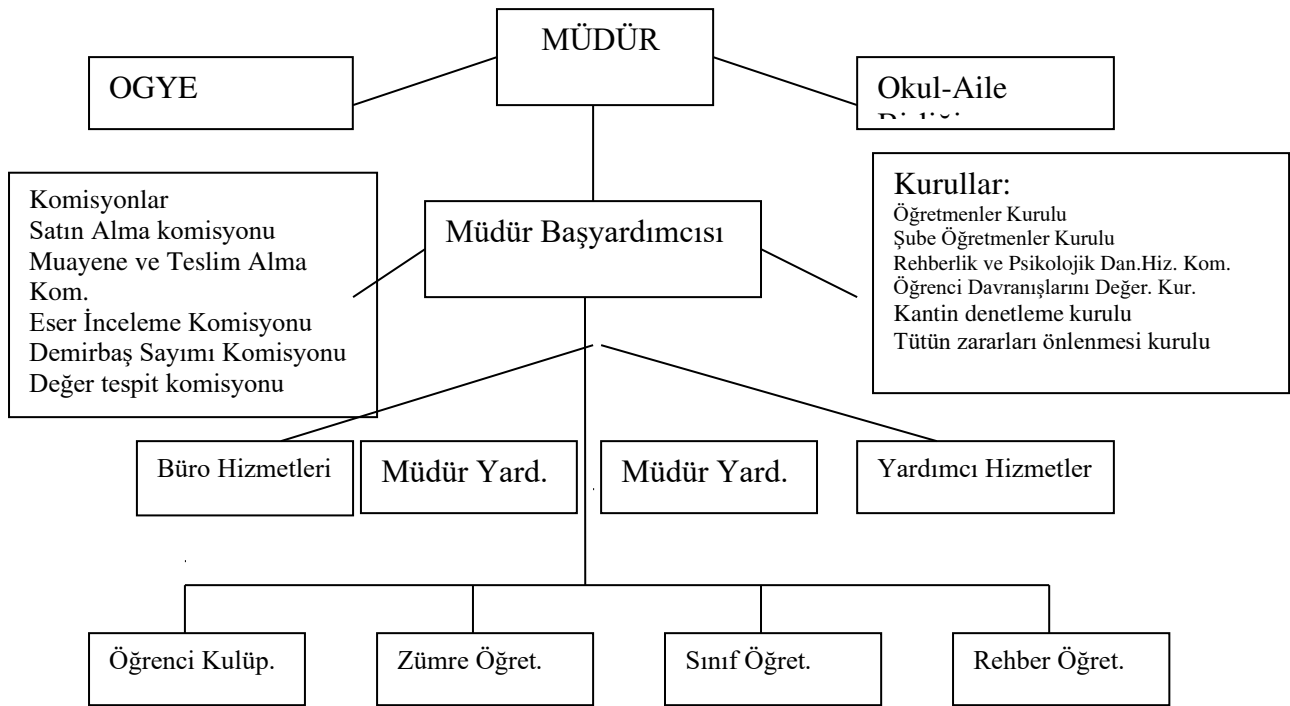 MÜDÜR
OGYE
Okul-Aile
Komisyonlar
Satın Alma komisyonu
Muayene ve Teslim Alma
Kom.
Eser İnceleme Komisyonu
Demirbaş Sayımı Komisyonu
Değer tespit komisyonu
Müdür Başyardımcısı
Kurullar:
Öğretmenler Kurulu
Şube Öğretmenler Kurulu
Rehberlik ve Psikolojik Dan.Hiz. Kom.
Öğrenci Davranışlarını Değer. Kur.
Kantin denetleme kurulu
Tütün zararları önlenmesi kurulu
Büro Hizmetleri
Müdür Yard.
Müdür Yard.
Yardımcı Hizmetler
Öğrenci Kulüp.
Zümre Öğret.
Sınıf Öğret.
Rehber Öğret.